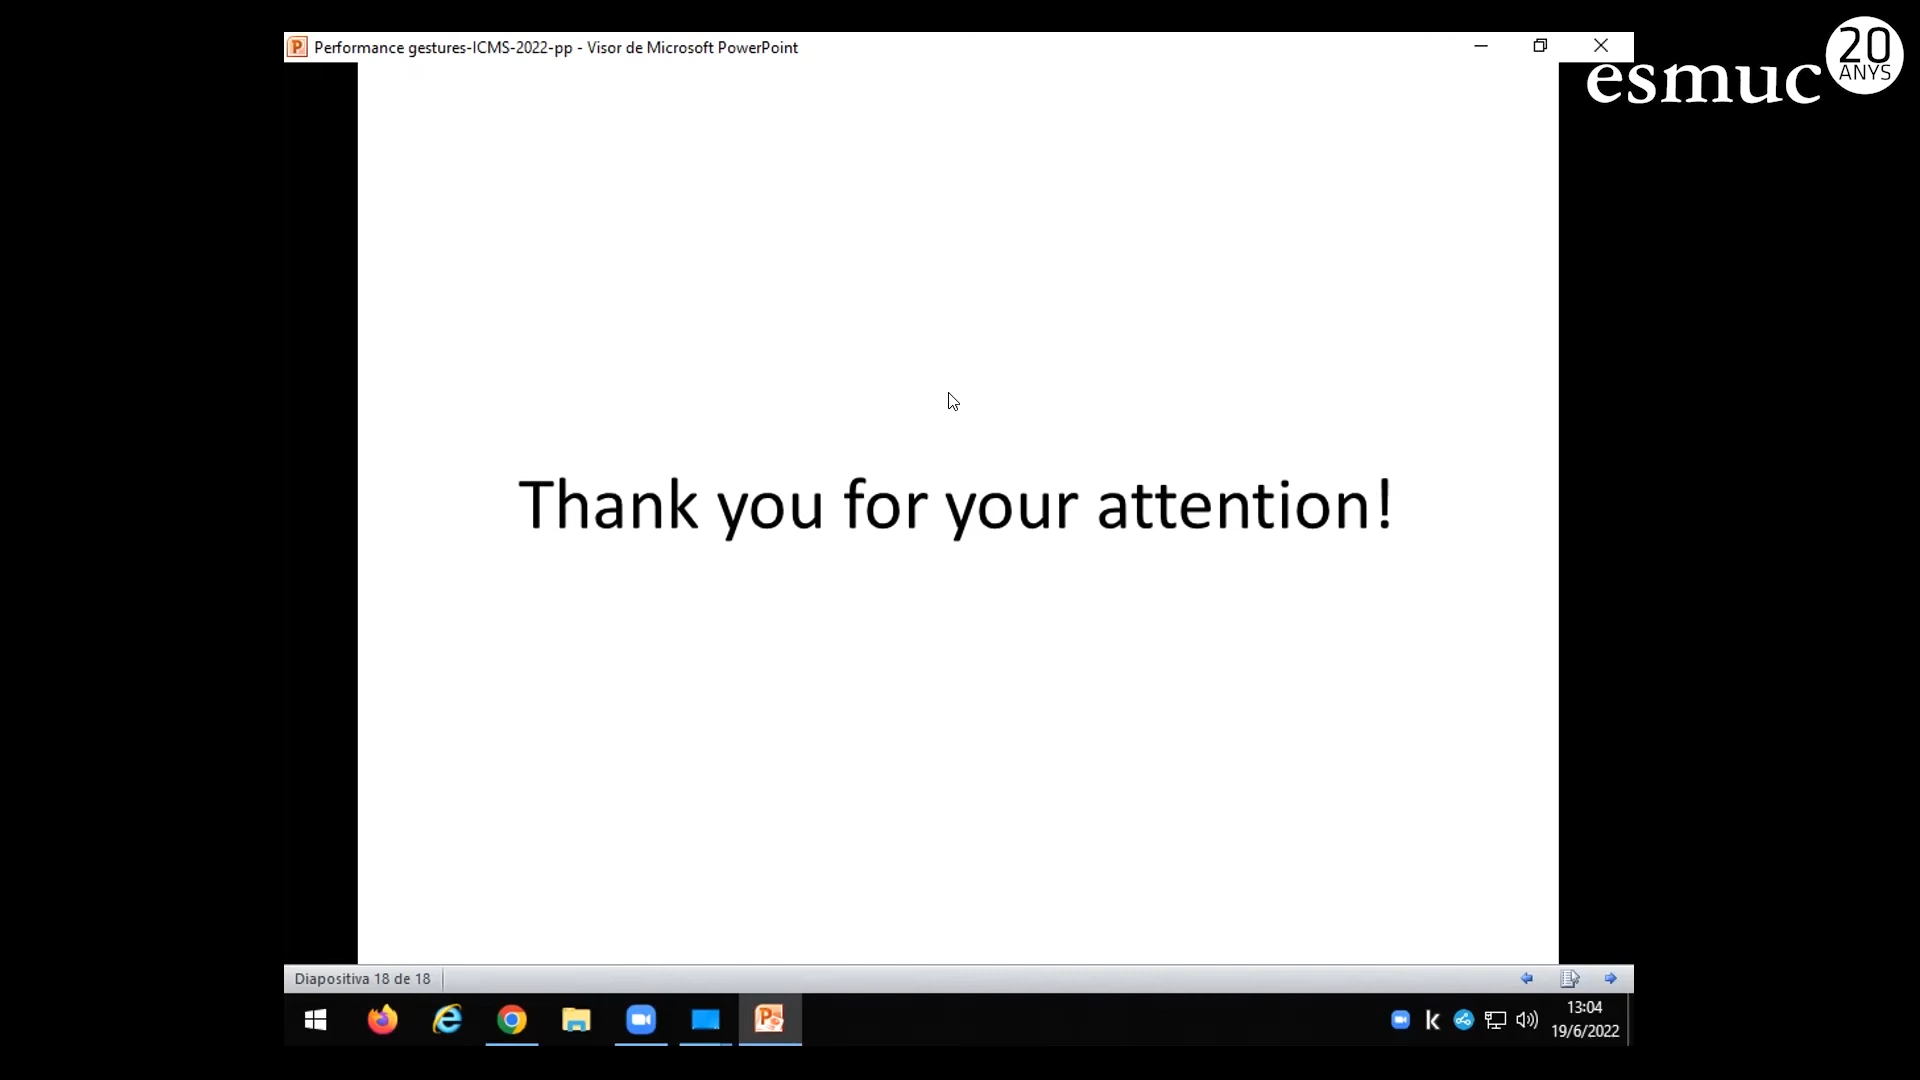 Performance gestures-ICMS-2022-pp - Visor de Microsoft PowerPoint
esmuc
20
ANYS
Thank you for your attention!
Diapositiva 18 de 18
13:04
19/6/2022